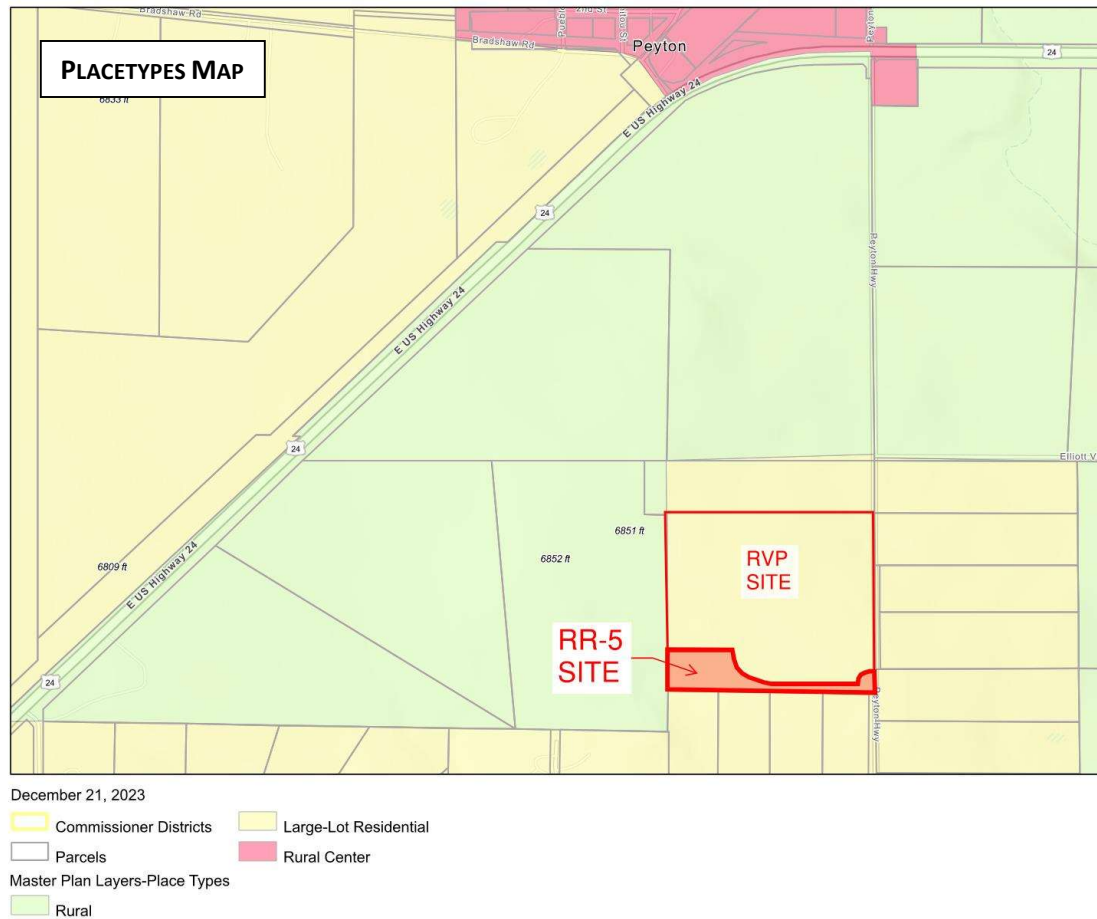 Bradshaw Rd
2nd St
Bradshaw Rd
Peyton
24
PLACETYPES MAP
6833 ft
E US Highway 24
24
Peyton Hwy
E US Highway 24
24
Elliott V
6851 ft
6852 ft
6809 ft
E US Highway 24
RVP
SITE
RR-5
SITE
24
Peyton Hwy
December 21, 2023
Commissioner Districts
Large-Lot Residential
Parcels
Rural Center
Master Plan Layers-Place Types
Rural